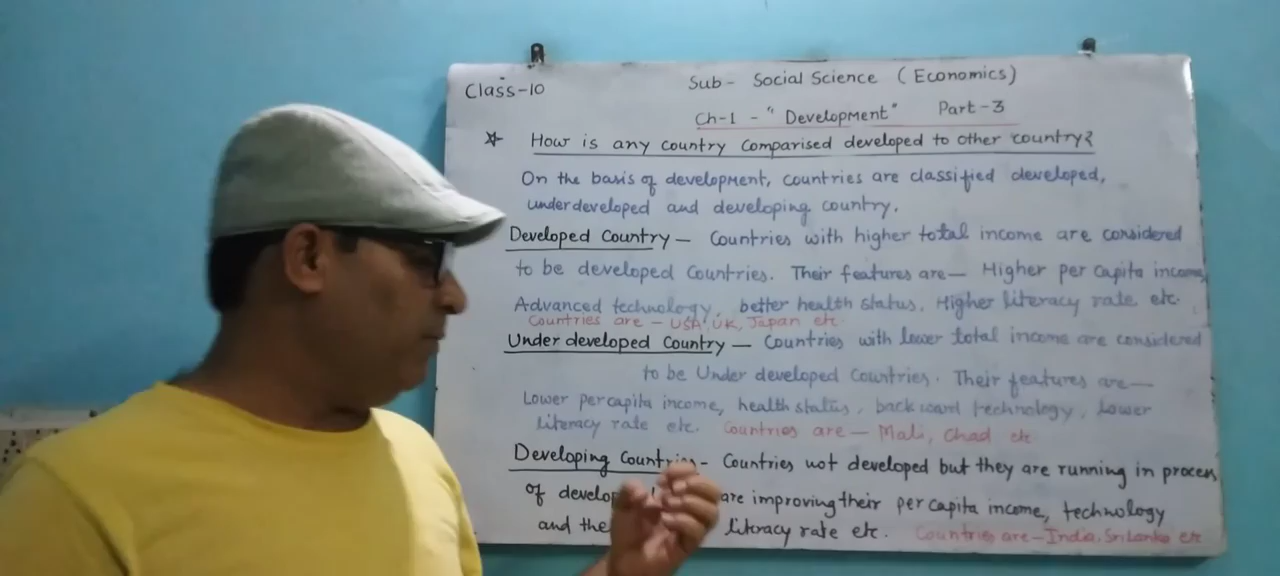 Class-10
Sub- Social Science (Economics)
Ch-1 - "Development" Part-3
☆ How is any country comparised developed to other country?
On the basis of development, countries are classified developed,
underdeveloped and developing country.
Developed Country — Countries with higher total income are considered
to be developed Countries. Their features are— Higher per capita income,
Advanced technology, better health status, Higher literacy rate etc.
Countries are — USA, UK, Japan etc.
Under developed Country — Countries with lower total income are considered
to be Under developed Countries. Their features are—
Lower per capita income, health status, backward technology, lower
literacy rate etc. Countries are — Mali, Chad etc
Developing Countries- Countries not developed but they are running in process
of develop are improving their per capita income, technology
and the literacy rate etc. Countries are—India, Sri Lanka etc